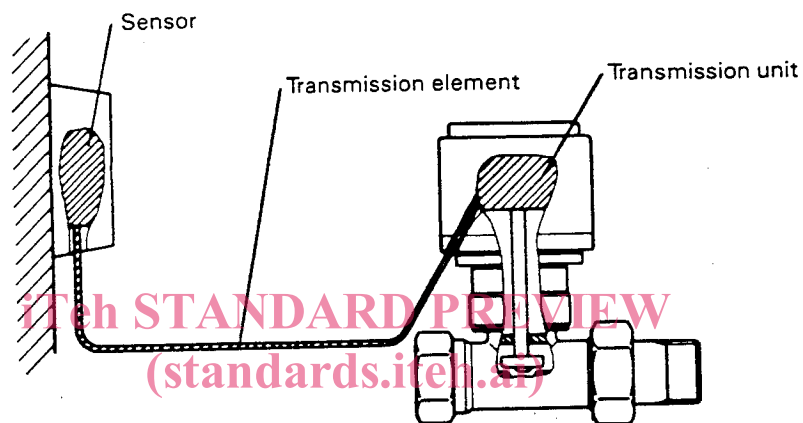 Sensor
Transmission element
Transmission unit
iTeh STANDARD PREVIEW
(standards.iteh.ai)